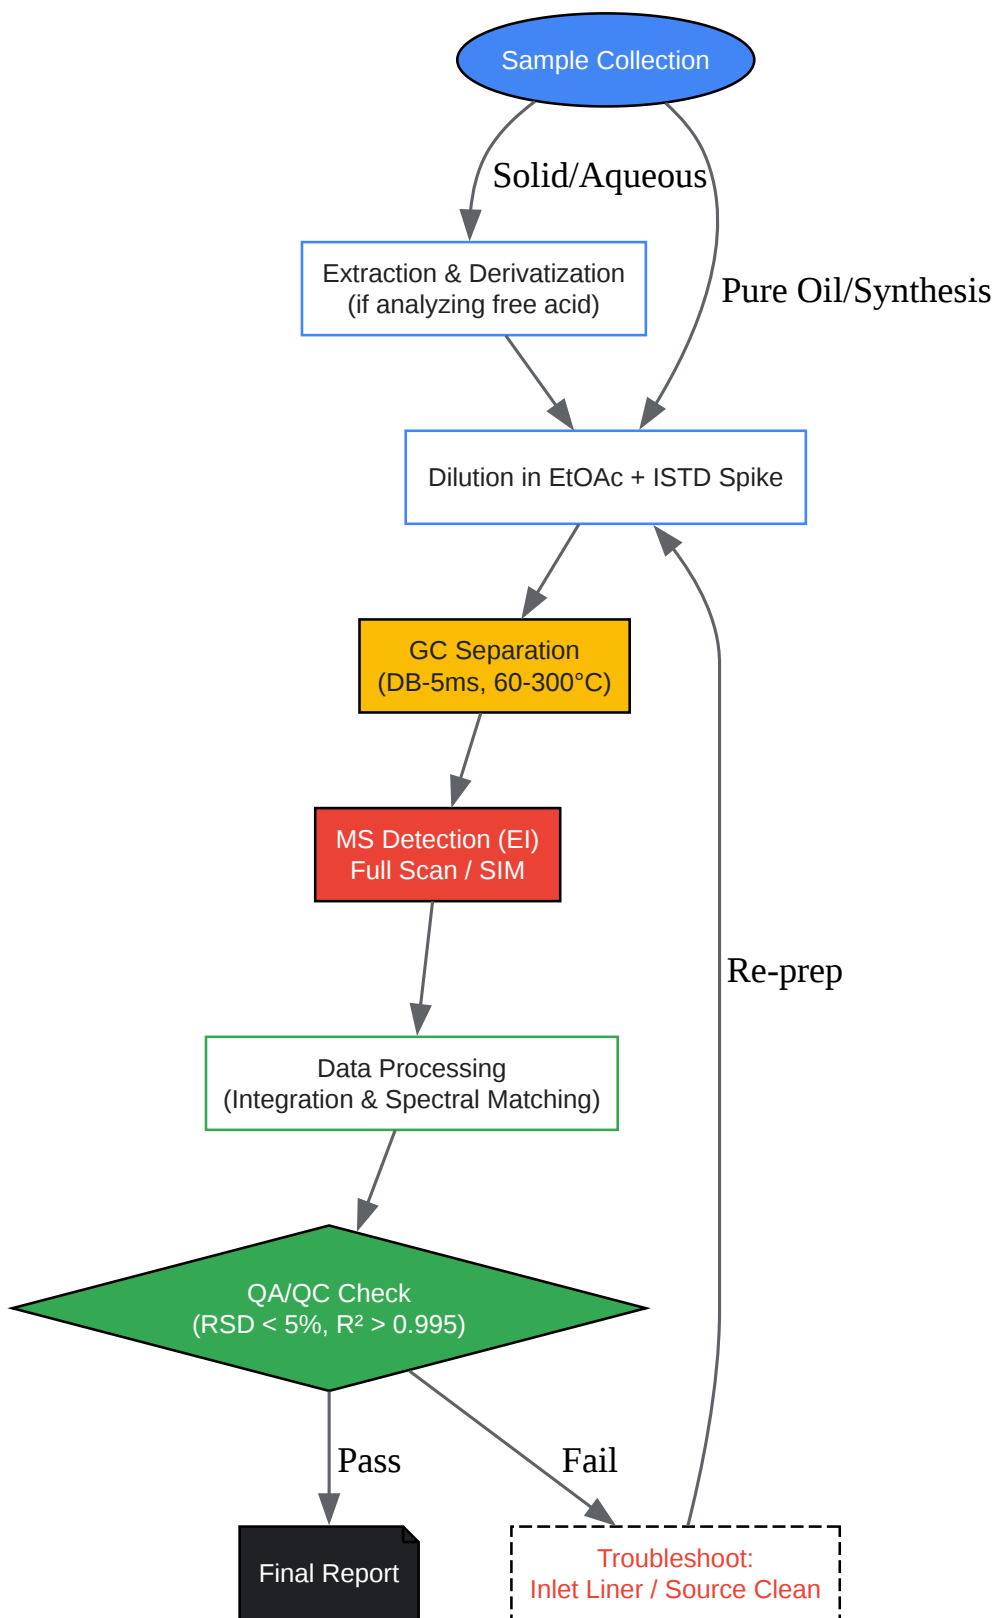 Sample Collection
Solid/Aqueous
Extraction & Derivatization
(if analyzing free acid)
Pure Oil/Synthesis
Dilution in EtOAc + ISTD Spike
GC Separation
(DB-5ms, 60-300°C)
MS Detection (EI)
Full Scan / SIM
Re-prep
Data Processing
(Integration & Spectral Matching)
QA/QC Check
(RSD < 5%, R² > 0.995)
Pass
Fail
Final Report
Troubleshoot:
Inlet Liner / Source Clean